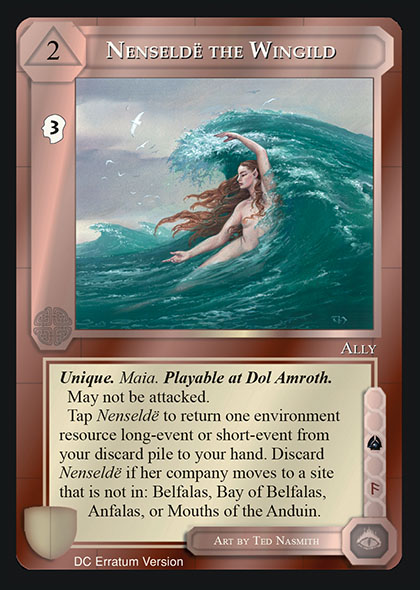 2
Nenseldë the Wingild
3
Ally
Unique. Maia. Playable at Dol Amroth.
May not be attacked.
Tap Nenseldë to return one environment
resource long-event or short-event from
your discard pile to your hand. Discard
Nenseldë if her company moves to a site
that is not in: Belfalas, Bay of Belfalas,
Anfalas, or Mouths of the Anduin.
Art by Ted Nasmith
DC Erratum Version